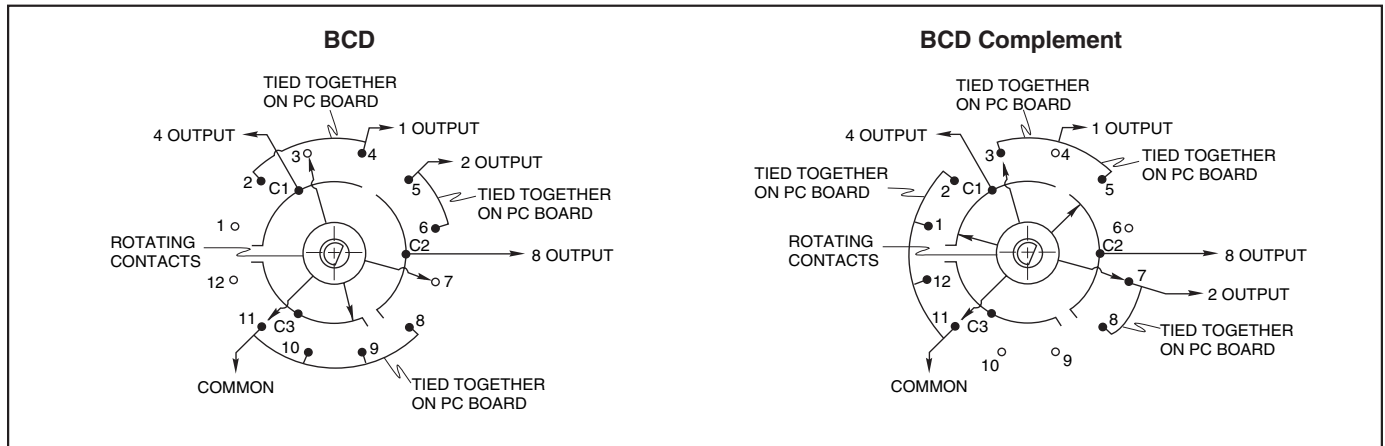 BCD
TIED TOGETHER
ON PC BOARD
4 OUTPUT
1 OUTPUT
3
4
2 OUTPUT
2
C1
5
TIED TOGETHER
ON PC BOARD
1
6
ROTATING
CONTACTS
C2
8 OUTPUT
12
7
11
C3
8
10
9
COMMON
TIED TOGETHER
ON PC BOARD
BCD Complement
TIED TOGETHER
ON PC BOARD
4 OUTPUT
1 OUTPUT
3
4
TIED TOGETHER
ON PC BOARD
TIED TOGETHER
ON PC BOARD
2
C1
5
1
6
ROTATING
CONTACTS
C2
8 OUTPUT
12
7
2 OUTPUT
11
C3
8
TIED TOGETHER
ON PC BOARD
10
9
COMMON